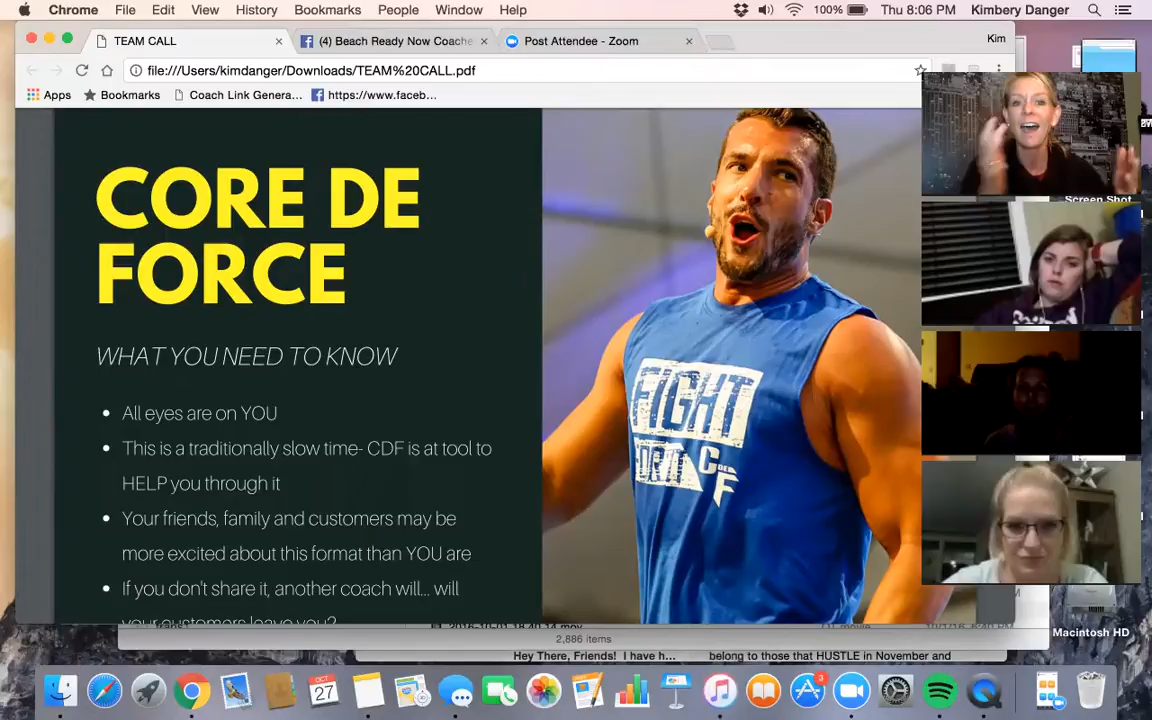 Chrome File Edit View History Bookmarks People Window Help 100% Thu 8:06 PM Kimbery Danger
TEAM CALL (4) Beach Ready Now Coache Post Attendee - Zoom Kim
file:///Users/kimdanger/Downloads/TEAM%20CALL.pdf
Apps Bookmarks Coach Link Genera... https://www.faceb...
CORE DE
FORCE
WHAT YOU NEED TO KNOW
All eyes are on YOU
This is a traditionally slow time- CDF is at tool to
HELP you through it
Your friends, family and customers may be
more excited about this format than YOU are
If you don't share it, another coach will... will
your customers leave you?
FIGHT
Screen Shot
2,886 items
Macintosh HD
Hey There, Friends! I have h... belong to those that HUSTLE in November and
OCT
27
3